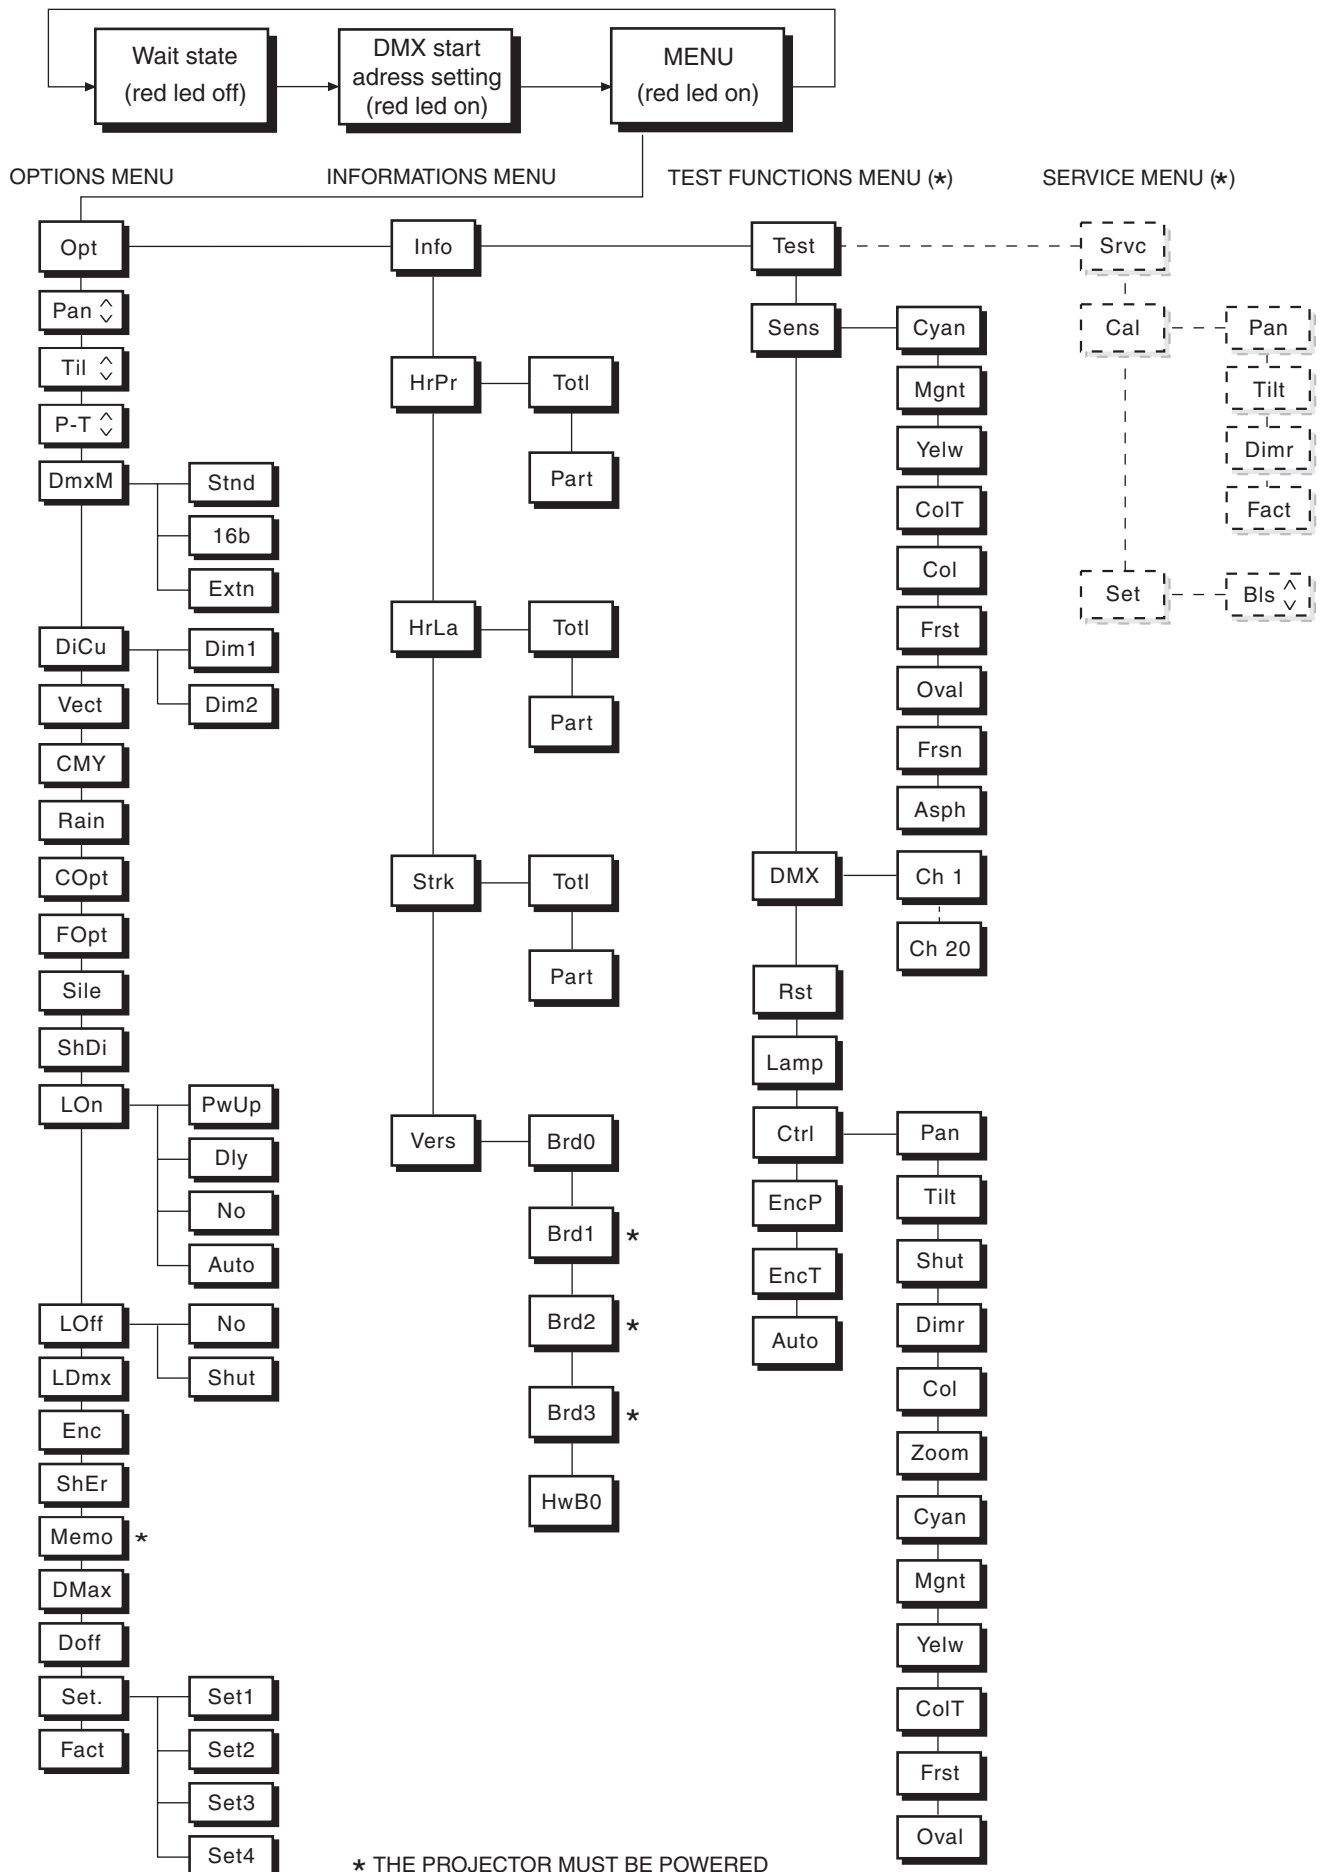 Wait state
(red led off)
DMX start
adress setting
(red led on)
MENU
(red led on)
OPTIONS MENU
Opt
Pan
Til
P-T
DmxM
Stnd
16b
Extn
DiCu
Dim1
Dim2
Vect
CMY
Rain
COpt
FOpt
Sile
ShDi
LOn
PwUp
Dly
No
Auto
LOff
No
Shut
LDmx
Enc
ShEr
Memo *
DMax
Doff
Set.
Set1
Set2
Set3
Set4
Fact
INFORMATIONS MENU
Info
HrPr
Totl
Part
HrLa
Totl
Part
Strk
Totl
Part
Vers
Brd0
Brd1 *
Brd2 *
Brd3 *
HwB0
TEST FUNCTIONS MENU (*)
Test
Sens
Cyan
Mgnt
Yelw
ColT
Col
Frst
Oval
Frsn
Asph
DMX
Ch 1
Ch 20
Rst
Lamp
Ctrl
Pan
Tilt
Shut
Dimr
Col
Zoom
Cyan
Mgnt
Yelw
ColT
Frst
Oval
EncP
EncT
Auto
SERVICE MENU (*)
Srvc
Cal
Pan
Tilt
Dimr
Fact
Set
Bls
* THE PROJECTOR MUST BE POWERED